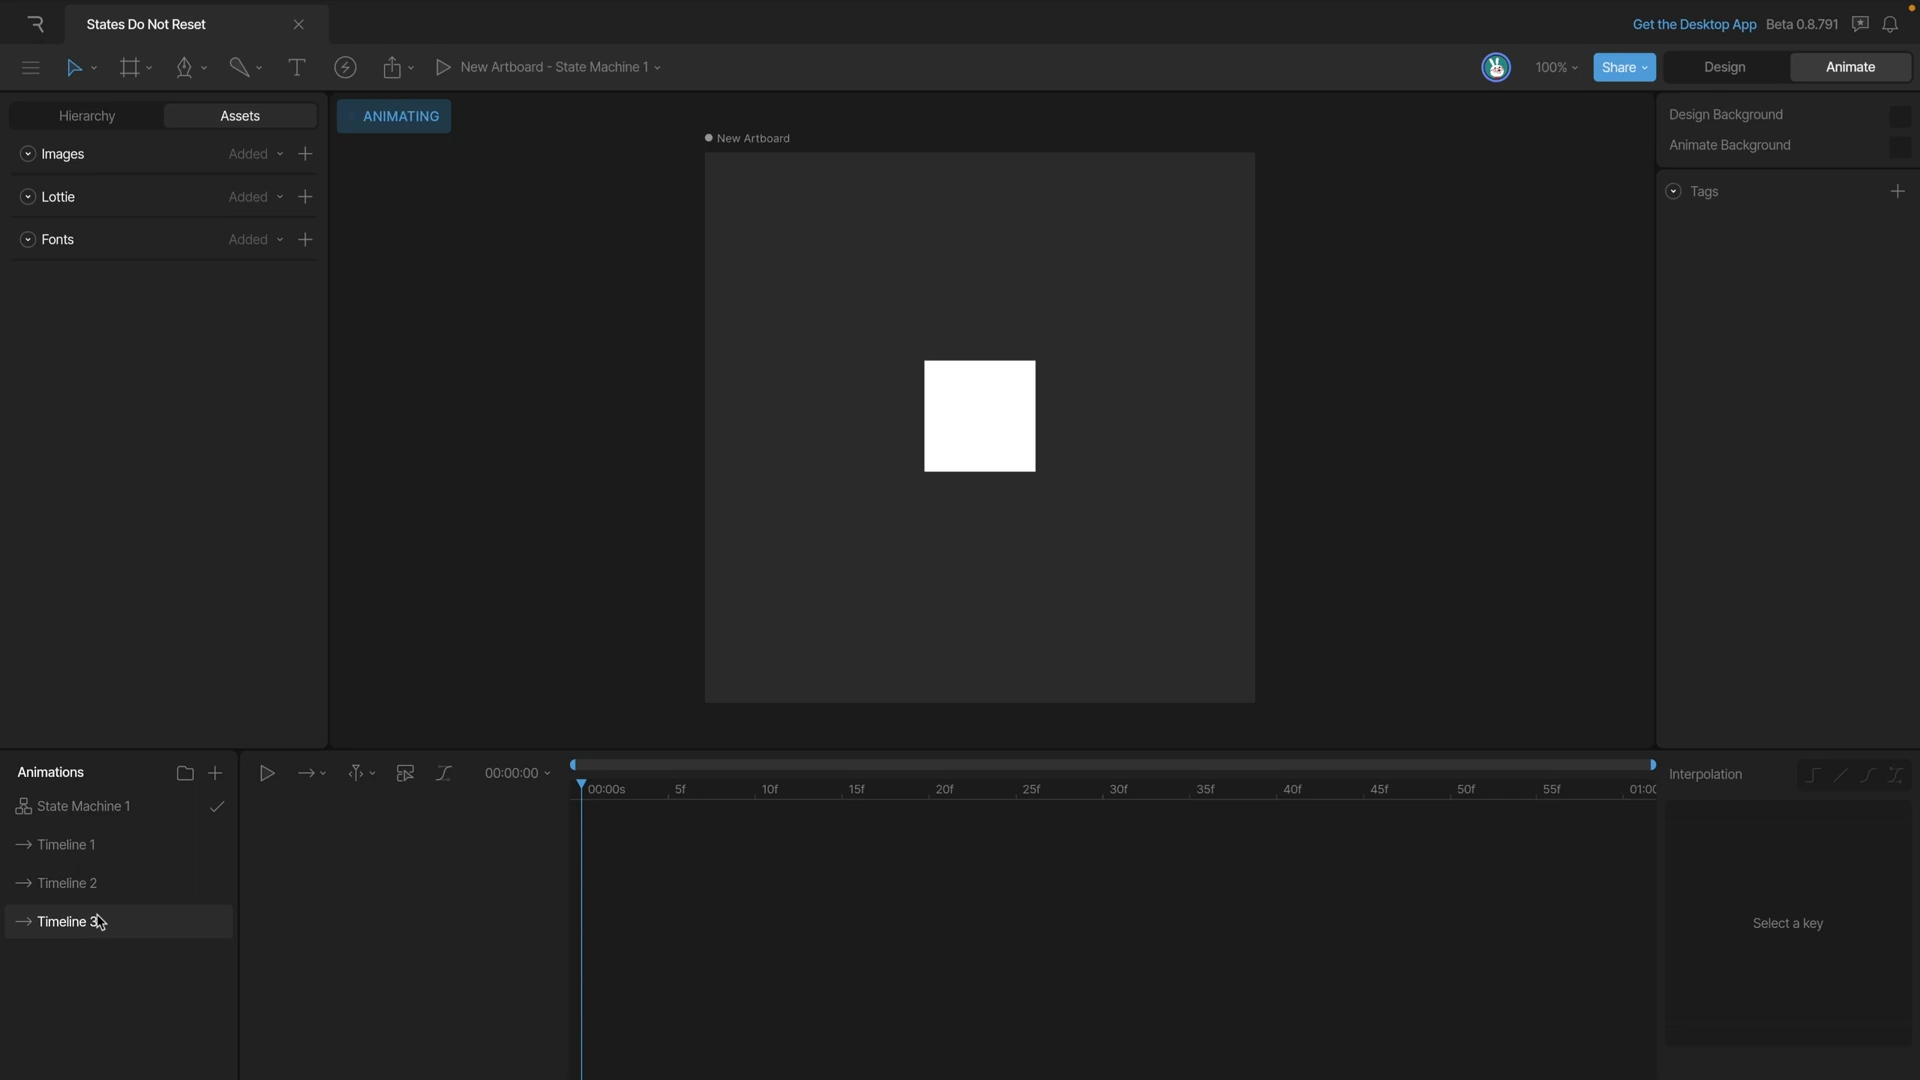 States Do Not Reset
Get the Desktop App Beta 0.8.791
New Artboard - State Machine 1
100%
Share
Design
Animate
Hierarchy
Assets
ANIMATING
Images Added
Lottie Added
Fonts Added
New Artboard
Design Background
Animate Background
Tags
Animations
State Machine 1
Timeline 1
Timeline 2
Timeline 3
00:00:00
00:00s 5f 10f 15f 20f 25f 30f 35f 40f 45f 50f 55f 01:00
Interpolation
Select a key